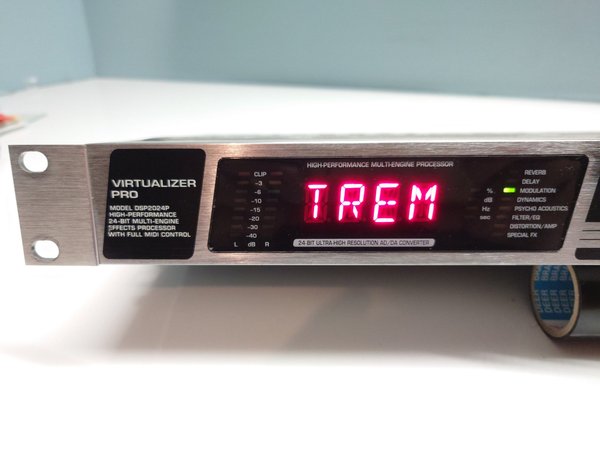 HIGH-PERFORMANCE MULTI-ENGINE PROCESSOR
VIRTUALIZER
PRO
MODEL DSP2024P
HIGH-PERFORMANCE
24-BIT MULTI-ENGINE
EFFECTS PROCESSOR
WITH FULL MIDI CONTROL
CLIP
-3
-6
-10
-15
-20
-30
-40
L dB R
TREM
24-BIT ULTRA-HIGH RESOLUTION AD/DA CONVERTER
%
dB
Hz
sec
REVERB
DELAY
MODULATION
DYNAMICS
PSYCHO ACOUSTICS
FILTER/EQ
DISTORTION/AMP
SPECIAL FX
DEER